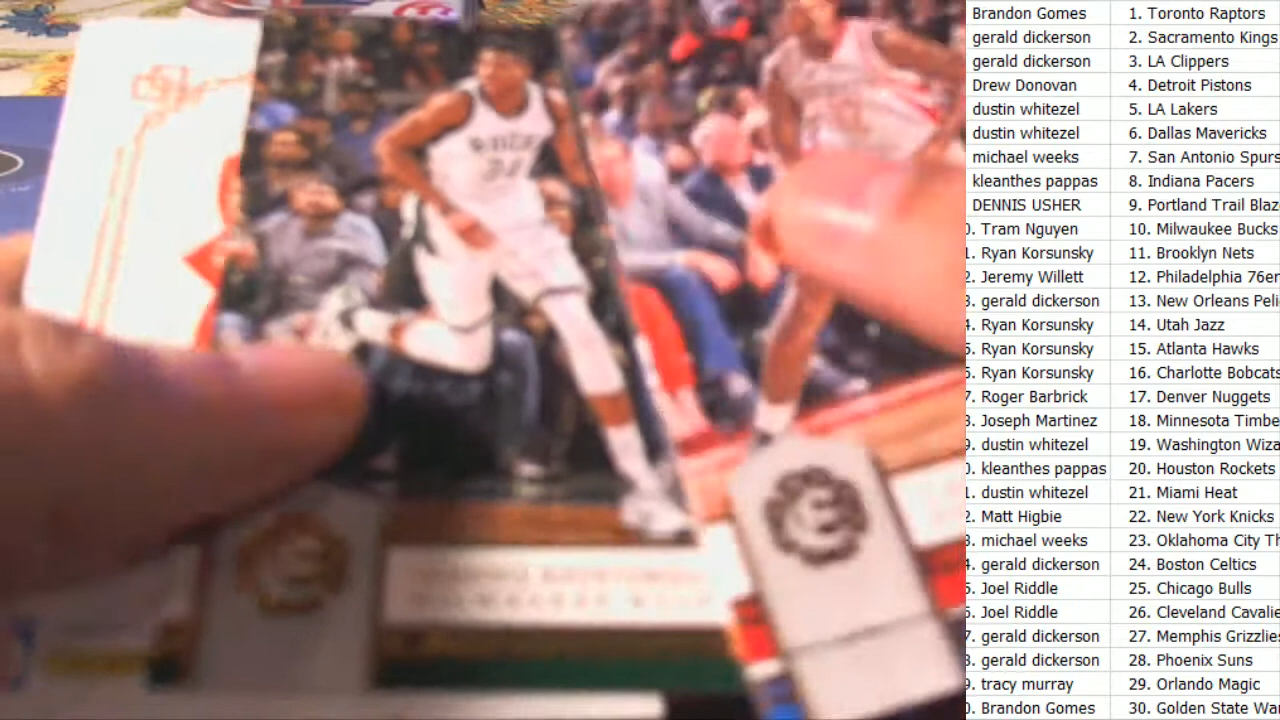 BUCKS
34
Brandon Gomes 1. Toronto Raptors
gerald dickerson 2. Sacramento Kings
gerald dickerson 3. LA Clippers
Drew Donovan 4. Detroit Pistons
dustin whitezel 5. LA Lakers
dustin whitezel 6. Dallas Mavericks
michael weeks 7. San Antonio Spurs
kleanthes pappas 8. Indiana Pacers
DENNIS USHER 9. Portland Trail Blaz
0. Tram Nguyen 10. Milwaukee Bucks
1. Ryan Korsunsky 11. Brooklyn Nets
2. Jeremy Willett 12. Philadelphia 76er
3. gerald dickerson 13. New Orleans Peli
4. Ryan Korsunsky 14. Utah Jazz
5. Ryan Korsunsky 15. Atlanta Hawks
6. Ryan Korsunsky 16. Charlotte Bobcats
7. Roger Barbrick 17. Denver Nuggets
8. Joseph Martinez 18. Minnesota Timbe
9. dustin whitezel 19. Washington Wiza
0. kleanthes pappas 20. Houston Rockets
1. dustin whitezel 21. Miami Heat
2. Matt Higbie 22. New York Knicks
3. michael weeks 23. Oklahoma City Th
4. gerald dickerson 24. Boston Celtics
5. Joel Riddle 25. Chicago Bulls
6. Joel Riddle 26. Cleveland Cavalie
7. gerald dickerson 27. Memphis Grizzlies
8. gerald dickerson 28. Phoenix Suns
9. tracy murray 29. Orlando Magic
0. Brandon Gomes 30. Golden State War